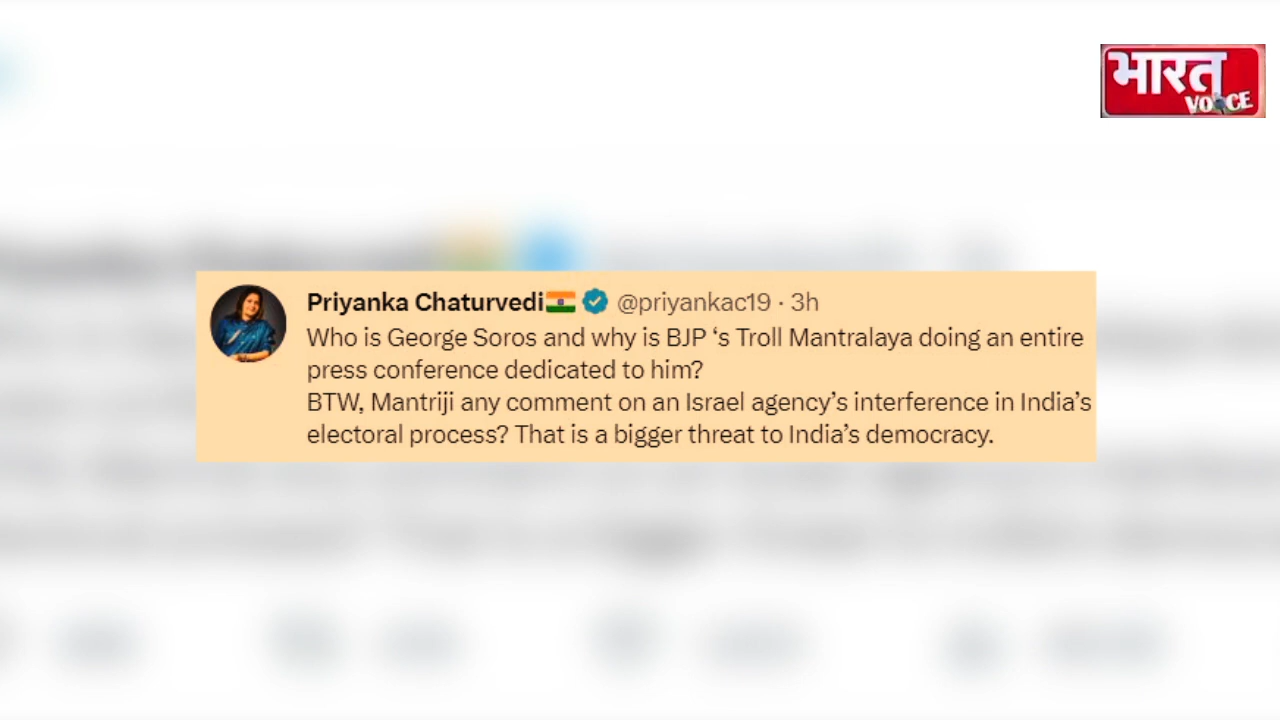 भारत
VOICE
Priyanka Chaturvedi🇮🇳 @priyankac19 · 3h
Who is George Soros and why is BJP ‘s Troll Mantralaya doing an entire
press conference dedicated to him?
BTW, Mantriji any comment on an Israel agency’s interference in India’s
electoral process? That is a bigger threat to India’s democracy.